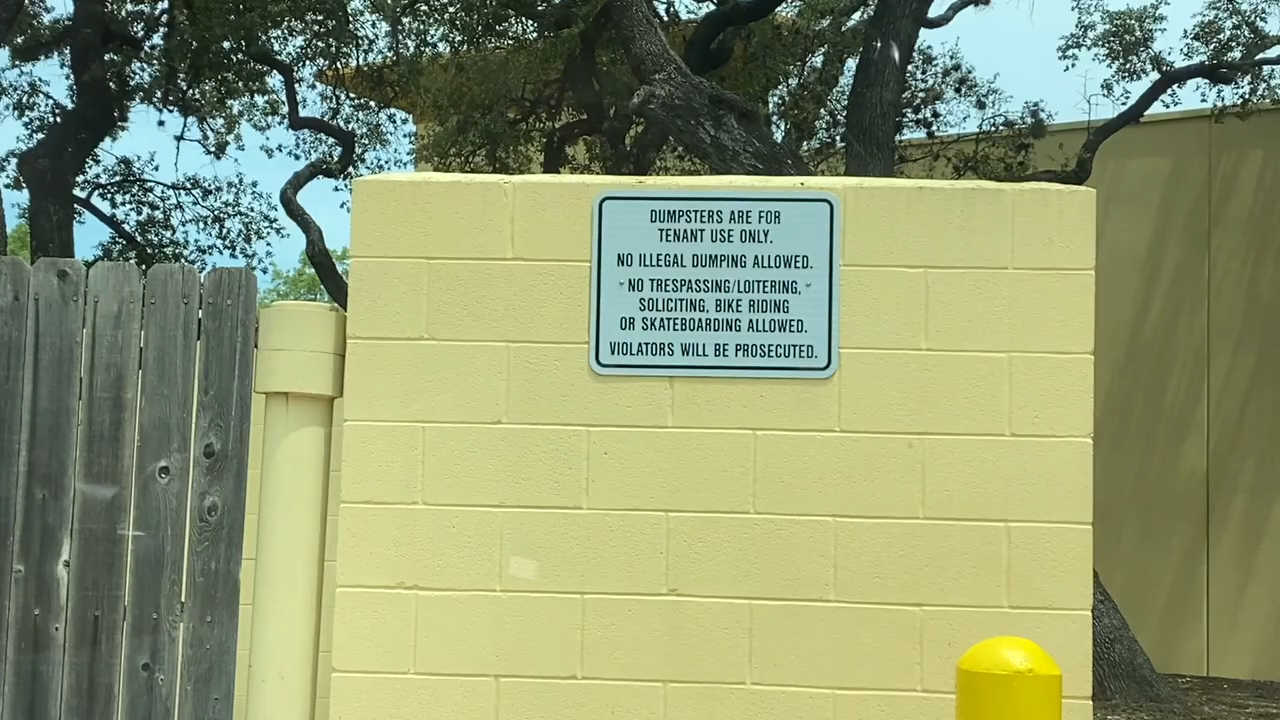 DUMPSTERS ARE FOR
TENANT USE ONLY.
NO ILLEGAL DUMPING ALLOWED.
NO TRESPASSING/LOITERING,
SOLICITING, BIKE RIDING
OR SKATEBOARDING ALLOWED.
VIOLATORS WILL BE PROSECUTED.